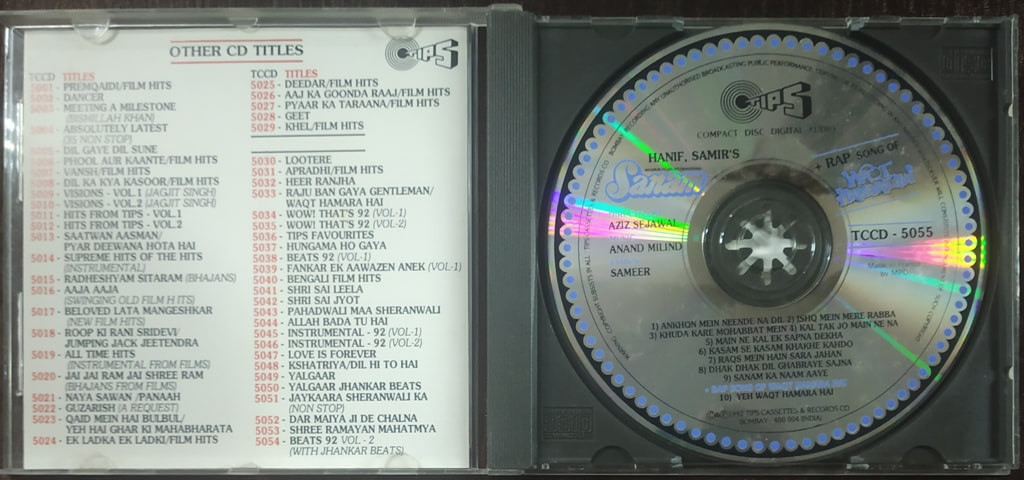 OTHER CD TITLES
TIPS
TCCD TITLES
5001 - PREMQAIDI/FILM HITS
5002 - DANCER
5003 - MEETING A MILESTONE
(BISMILLAH KHAN)
5004 - ABSOLUTELY LATEST
NON STOP)
5005 - DIL GAYE DIL SUNE
5006 - PHOOL AUR KAANTE/FILM HITS
5007 - VANSH/FILM HITS
5008 - DIL KA KYA KASOOR/FILM HITS
5009 - VISIONS - VOL.1 (JAGJIT SINGH)
5010 - VISIONS - VOL.2 (JAGJIT SINGH)
5011 - HITS FROM TIPS - VOL.1
5012 - HITS FROM TIPS - VOL.2
5013 - SAATWAN AASMAN/
PYAR DEEWANA HOTA HAI
5014 - SUPREME HITS OF THE HITS
(INSTRUMENTAL)
5015 - RADHESHYAM SITARAM (BHAJANS)
5016 - AAJA AAJA
(SWINGING OLD FILM HITS)
5017 - BELOVED LATA MANGESHKAR
(NEW FILM HITS)
5018 - ROOP KI RANI SRIDEVI/
JUMPING JACK JEETENDRA
5019 - ALL TIME HITS
(INSTRUMENTAL FROM FILMS)
5020 - JAI JAI RAM JAI SHREE RAM
(BHAJANS FROM FILMS)
5021 - NAYA SAWAN /PANAAH
5022 - GUZARISH (A REQUEST)
5023 - QAID MEIN HAI BULBUL/
YEH HAI GHAR KI MAHABHARATA
5024 - EK LADKA EK LADKI/FILM HITS
TCCD TITLES
5025 - DEEDAR/FILM HITS
5026 - AAJ KA GOONDA RAAJ/FILM HITS
5027 - PYAAR KA TARAANA/FILM HITS
5028 - GEET
5029 - KHEL/FILM HITS
5030 - LOOTERE
5031 - APRADHI/FILM HITS
5032 - HEER RANJHA
5033 - RAJU BAN GAYA GENTLEMAN/
WAQT HAMARA HAI
5034 - WOW! THAT'S 92 (VOL-1)
5035 - WOW! THAT'S 92 (VOL-2)
5036 - TIPS FAVOURITES
5037 - HUNGAMA HO GAYA
5038 - BEATS 92 (VOL-1)
5039 - FANKAR EK AAWAZEN ANEK (VOL-1)
5040 - BENGALI FILM HITS
5041 - SHRI SAI LEELA
5042 - SHRI SAI JYOT
5043 - PAHADWALI MAA SHERANWALI
5044 - ALLAH BADA TU HAI
5045 - INSTRUMENTAL - 92 (VOL-1)
5046 - INSTRUMENTAL - 92 (VOL-2)
5047 - LOVE IS FOREVER
5048 - KSHATRIYA/DIL HI TO HAI
5049 - YALGAAR
5050 - YALGAAR JHANKAR BEATS
5051 - JAYKAARA SHERANWALI KA
(NON STOP)
5052 - DAR MAIYA JI DE CHALNA
5053 - SHREE RAMAYAN MAHATMYA
5054 - BEATS 92 VOL - 2
(WITH JHANKAR BEATS)
TIPS
COMPACT DISC DIGITAL
HANIF, SAMIR'S
Sanam
+ RAP SONG OF
AZIZ SEJAWAL
ANAND MILIND
SAMEER
TCCD - 5055
1) ANKHON MEIN NEENDE NA DIL 2) ISHQ MEIN MERE RABBA
3) KHUDA KARE MOHABBAT MEIN 4) KAL TAK JO MAIN NE NA
5) MAIN NE KAL EK SAPNA DEKHA
6) KASAM SE KASAM KHAKHE KAHDO
7) RAQS MEIN HAIN SARA JAHAN
8) DHAK DHAK DIL GHABRAYE SAJNA
9) SANAM KA NAAM AAYE
10) YEH WAQT HAMARA HAI
TIPS CASSETTES & RECORDS CO.
BOMBAY- 400 004 (INDIA)